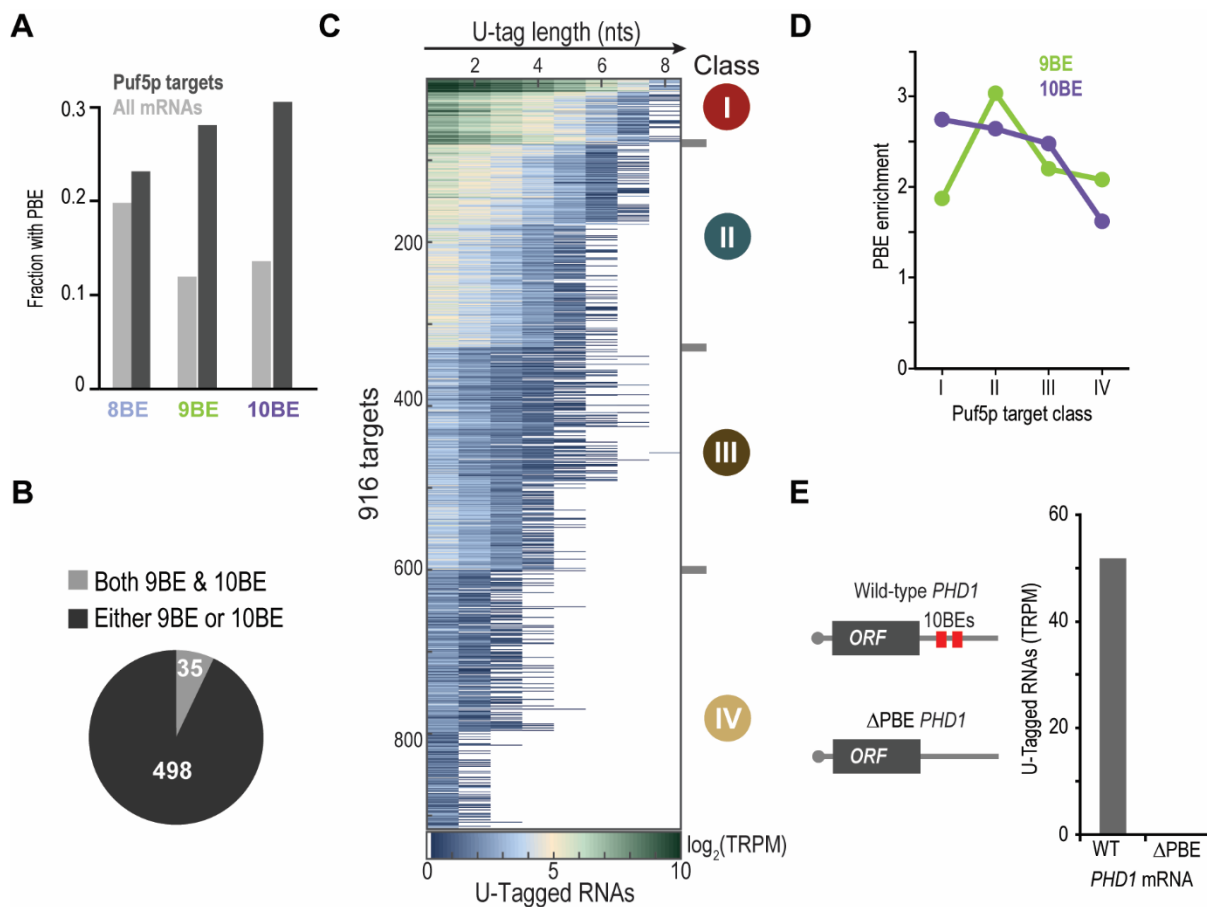 A
Puf5p targets
All mRNAs
Fraction with PBE
0.3
0.2
0.1
0
8BE
9BE
10BE
B
Both 9BE & 10BE
Either 9BE or 10BE
35
498
C
U-tag length (nts)
2
4
6
8
Class
916 targets
200
400
600
800
I
II
III
IV
log2(TRPM)
0
5
10
U-Tagged RNAs
D
9BE
10BE
PBE enrichment
3
2
1
0
I
II
III
IV
Puf5p target class
E
Wild-type PHD1
10BEs
ORF
ΔPBE PHD1
ORF
U-Tagged RNAs (TRPM)
60
40
20
0
WT
ΔPBE
PHD1 mRNA